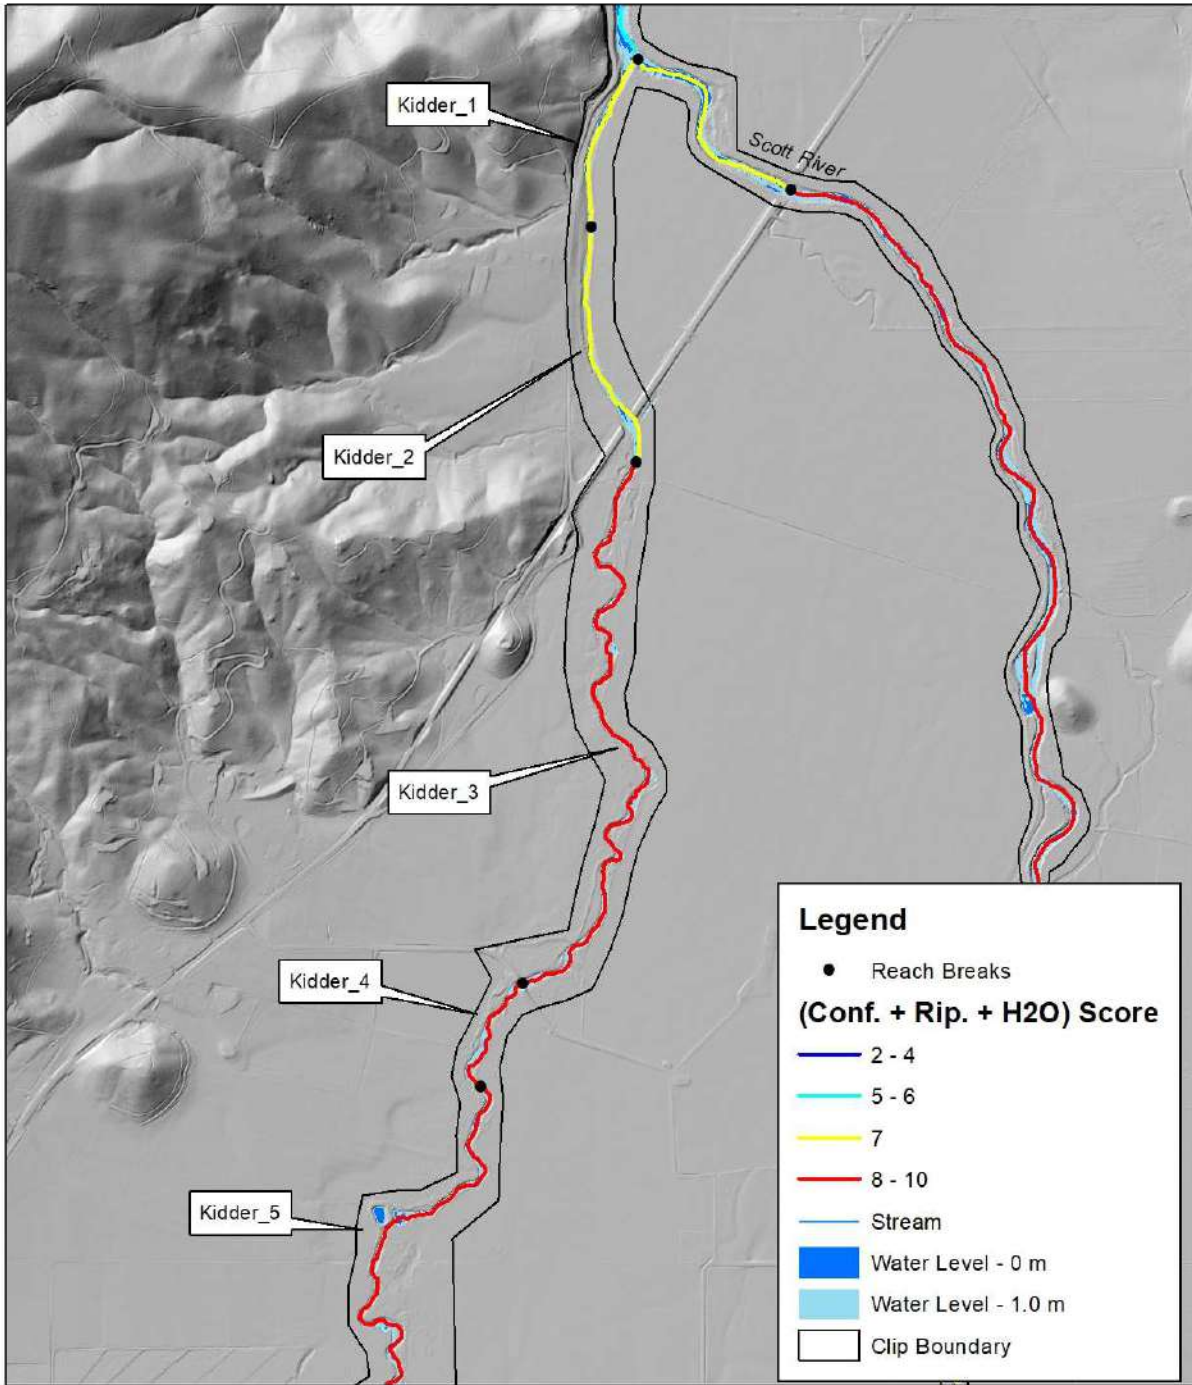 Kidder_1
Scott River
Kidder_2
Kidder_3
Kidder_4
Kidder_5
Legend
Reach Breaks
(Conf. + Rip. + H2O) Score
2 - 4
5 - 6
7
8 - 10
Stream
Water Level - 0 m
Water Level - 1.0 m
Clip Boundary